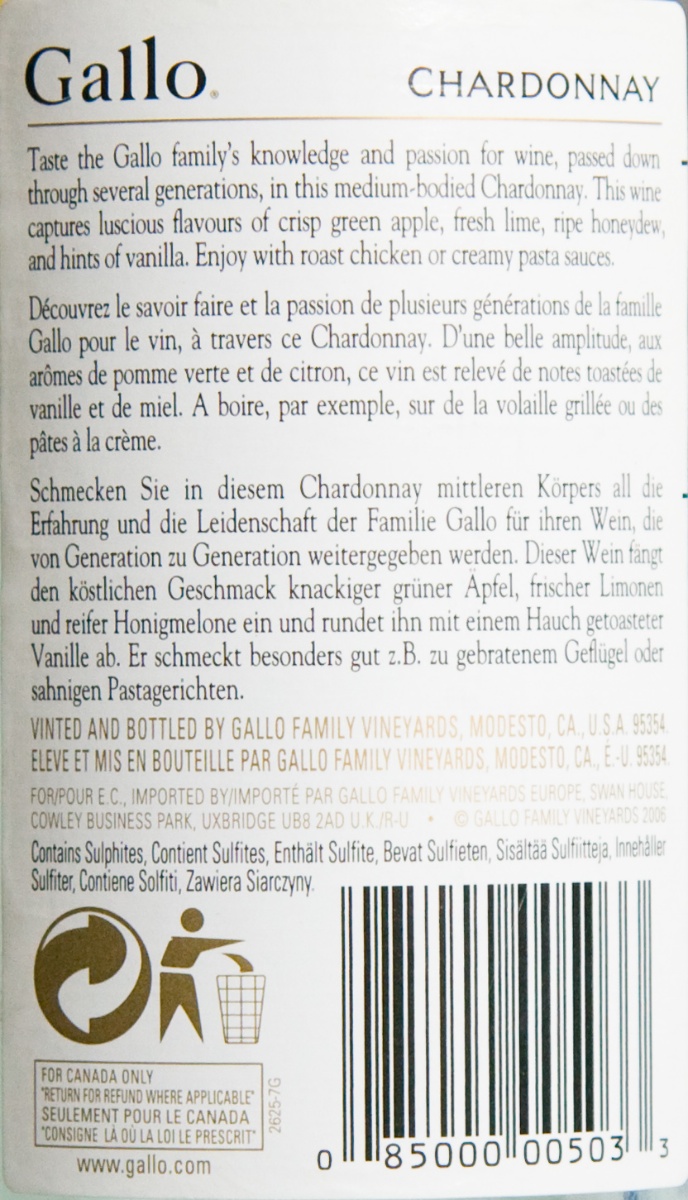 Gallo®
CHARDONNAY
Taste the Gallo family's knowledge and passion for wine, passed down
through several generations, in this medium-bodied Chardonnay. This wine
captures luscious flavours of crisp green apple, fresh lime, ripe honeydew,
and hints of vanilla. Enjoy with roast chicken or creamy pasta sauces.
Découvrez le savoir faire et la passion de plusieurs générations de la famille
Gallo pour le vin, à travers ce Chardonnay. D'une belle amplitude, aux
arômes de pomme verte et de citron, ce vin est relevé de notes toastées de
vanille et de miel. A boire, par exemple, sur de la volaille grillée ou des
pâtes à la crème.
Schmecken Sie in diesem Chardonnay mittleren Körpers all die
Erfahrung und die Leidenschaft der Familie Gallo für ihren Wein, die
von Generation zu Generation weitergegeben werden. Dieser Wein fängt
den köstlichen Geschmack knackiger grüner Äpfel, frischer Limonen
und reifer Honigmelone ein und rundet ihn mit einem Hauch getoasteter
Vanille ab. Er schmeckt besonders gut z.B. zu gebratenem Geflügel oder
sahnigen Pastagerichten.
VINTED AND BOTTLED BY GALLO FAMILY VINEYARDS, MODESTO, CA., U.S.A. 95354.
ELEVE ET MIS EN BOUTEILLE PAR GALLO FAMILY VINEYARDS, MODESTO, CA., É.-U. 95354.
FOR/POUR E.C., IMPORTED BY/IMPORTÉ PAR GALLO FAMILY VINEYARDS EUROPE, SWAN HOUSE,
COWLEY BUSINESS PARK, UXBRIDGE UB8 2AD U.K./R-U • © GALLO FAMILY VINEYARDS 2006
Contains Sulphites, Contient Sulfites, Enthält Sulfite, Bevat Sulfieten, Sisältää Sulfiitteja, Innehåller
Sulfiter, Contiene Solfiti, Zawiera Siarczyny.
FOR CANADA ONLY
"RETURN FOR REFUND WHERE APPLICABLE"
SEULEMENT POUR LE CANADA
"CONSIGNE LÀ OÙ LA LOI LE PRESCRIT"
2625-7G
www.gallo.com
0 85000 00503 3